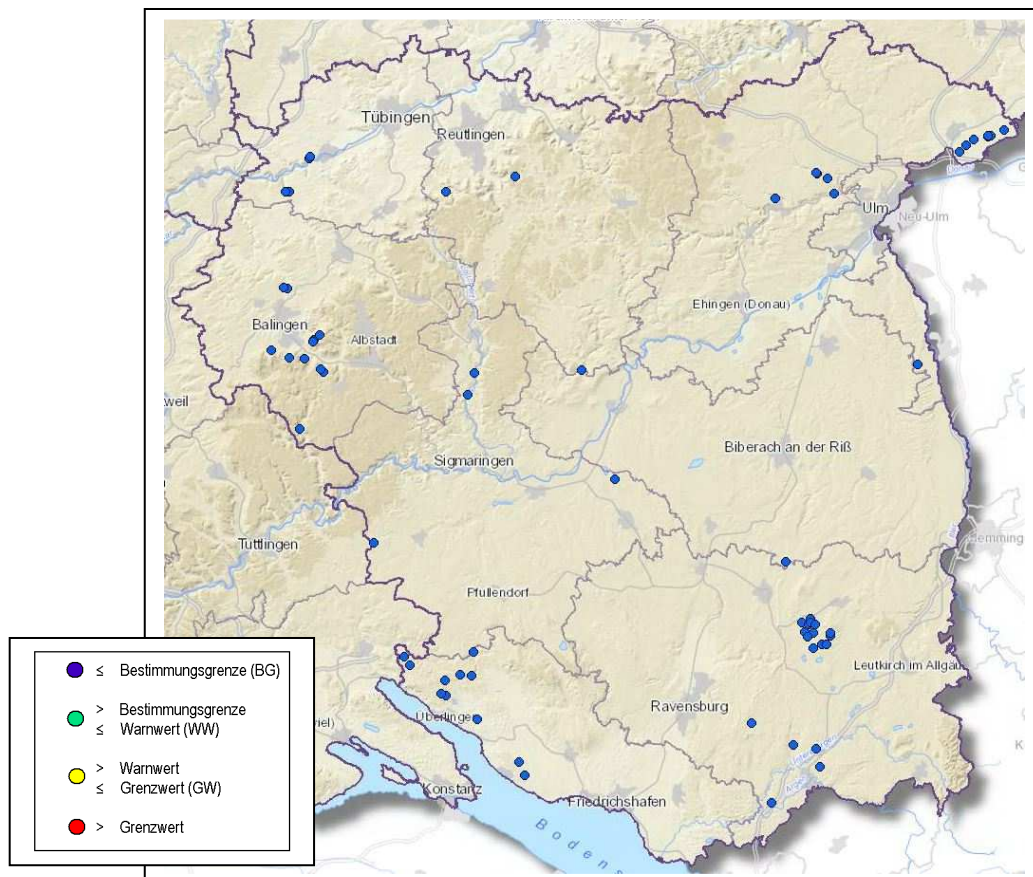 Tübingen
Reutlingen
Ulm
Neu-Ulm
Ehingen (Donau)
Balingen
Albstadt
Biberach an der Riß
Sigmaringen
Tuttlingen
Memming
Pfullendorf
Leutkirch im Allgäu
Ravensburg
Überlingen
Konstanz
Friedrichshafen
Bodens
≤ Bestimmungsgrenze (BG)
> Bestimmungsgrenze
≤ Warnwert (WW)
> Warnwert
≤ Grenzwert (GW)
> Grenzwert